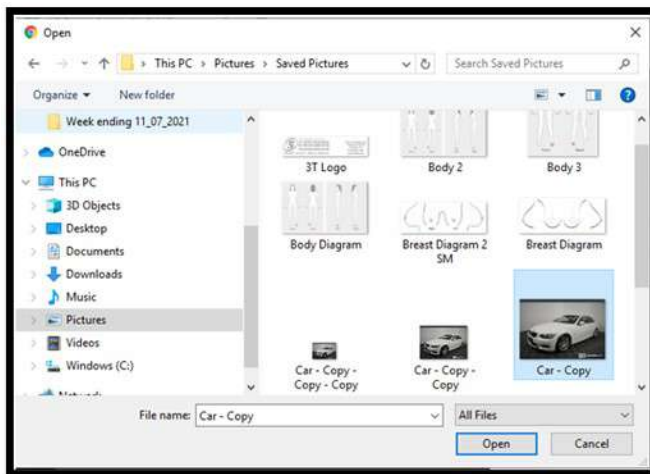 Open
This PC > Pictures > Saved Pictures
Search Saved Pictures
Organize
New folder
Week ending 11_07_2021
OneDrive
This PC
3D Objects
Desktop
Documents
Downloads
Music
Pictures
Videos
Windows (C:)
3T Logo
Body 2
Body 3
Body Diagram
Breast Diagram 2
SM
Breast Diagram
Car - Copy -
Copy - Copy
Car - Copy -
Copy
Car - Copy
File name: Car - Copy
All Files
Open
Cancel